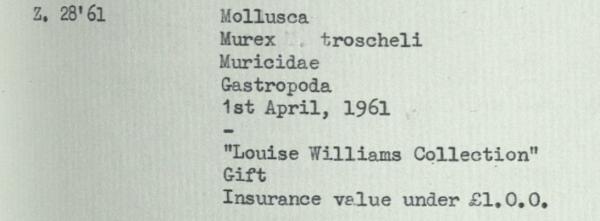 Z. 28'61 Mollusca
Murex troscheli
Muricidae
Gastropoda
1st April, 1961
-
"Louise Williams Collection"
Gift
Insurance value under £1.0.0.